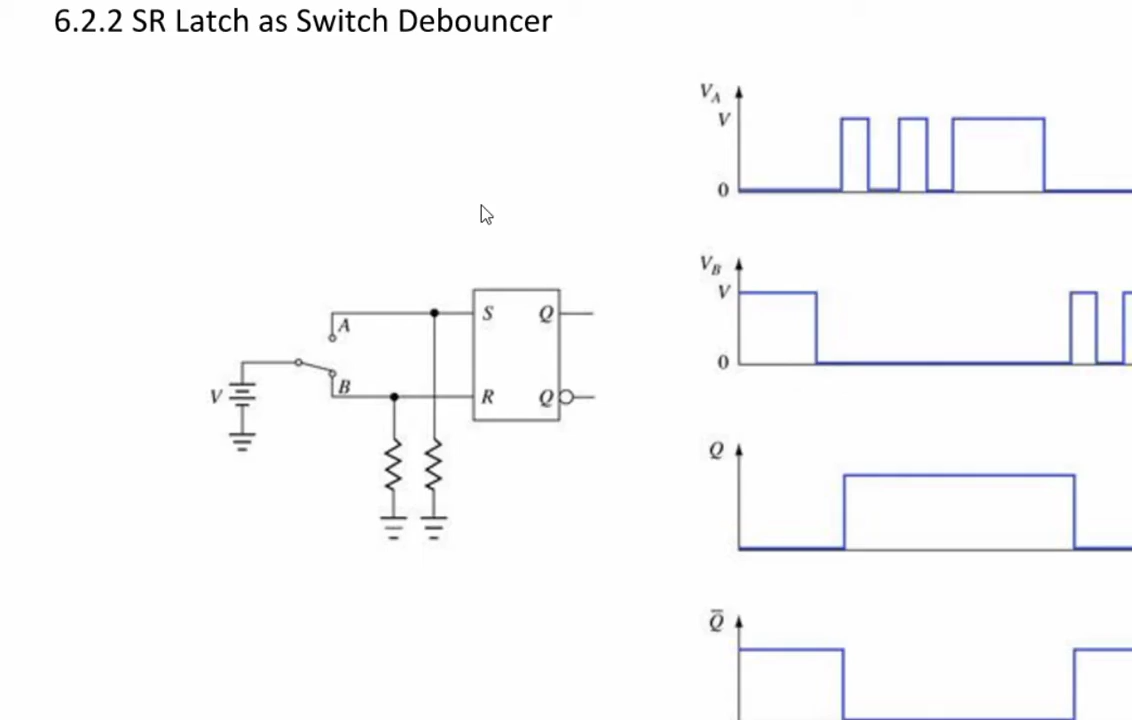 6.2.2 SR Latch as Switch Debouncer
V_A
V
0
V_B
V
0
A
B
V
S Q
R Q
Q
Q̅